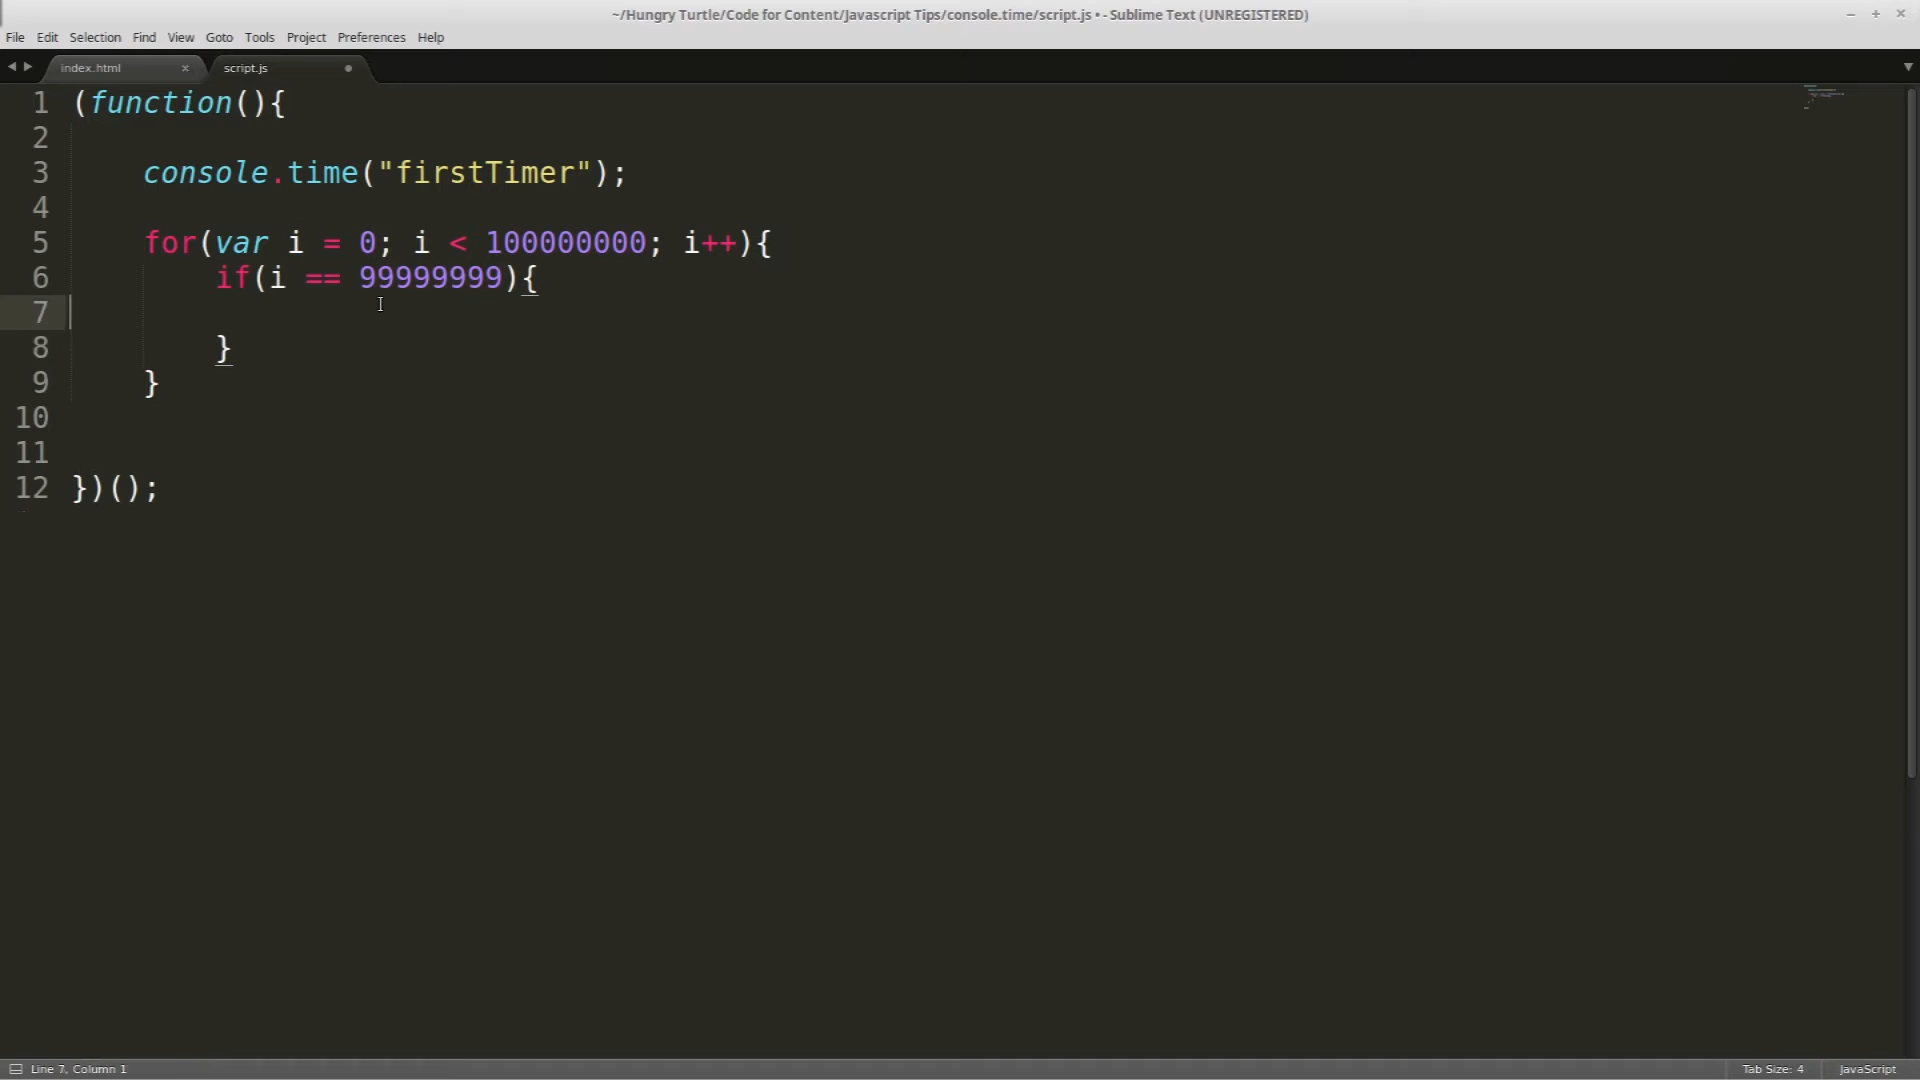 ~/Hungry Turtle/Code for Content/Javascript Tips/console.time/script.js • - Sublime Text (UNREGISTERED)
File Edit Selection Find View Goto Tools Project Preferences Help
index.html script.js
1 (function(){
2
3 console.time("firstTimer");
4
5 for(var i = 0; i < 100000000; i++){
6 if(i == 99999999){
7
8 }
9 }
10
11
12 })();
Line 7, Column 1 Tab Size: 4 JavaScript